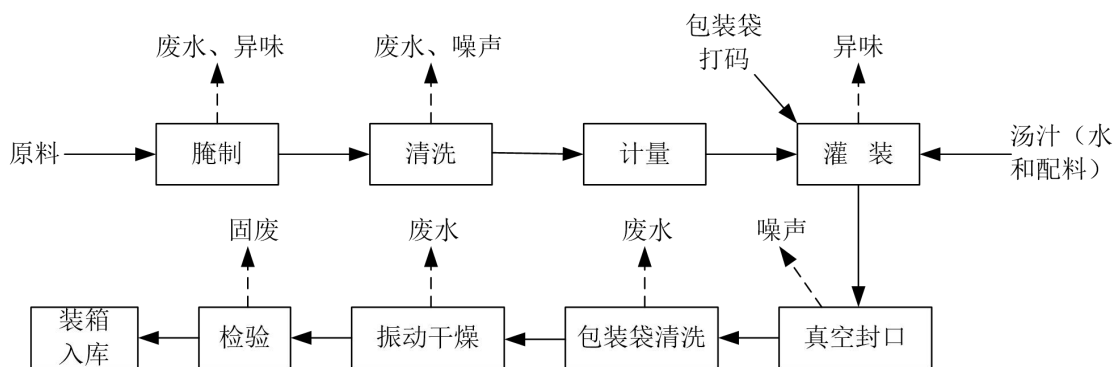 包装袋
打码
废水、异味
废水、噪声
异味
原料
腌制
清洗
计量
灌 装
汤汁（水
和配料）
固废
废水
废水
噪声
装箱
入库
检验
振动干燥
包装袋清洗
真空封口